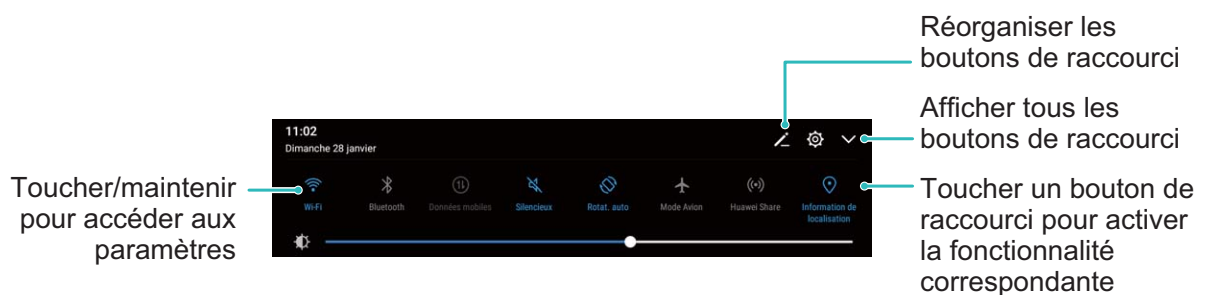 Réorganiser les
boutons de raccourci
Afficher tous les
boutons de raccourci
11:02
Dimanche 28 janvier
Toucher/maintenir
pour accéder aux
paramètres
Wi-Fi
Bluetooth
Données mobiles
Silencieux
Rotat. auto
Mode Avion
Huawei Share
Information de
localisation
Toucher un bouton de
raccourci pour activer
la fonctionnalité
correspondante